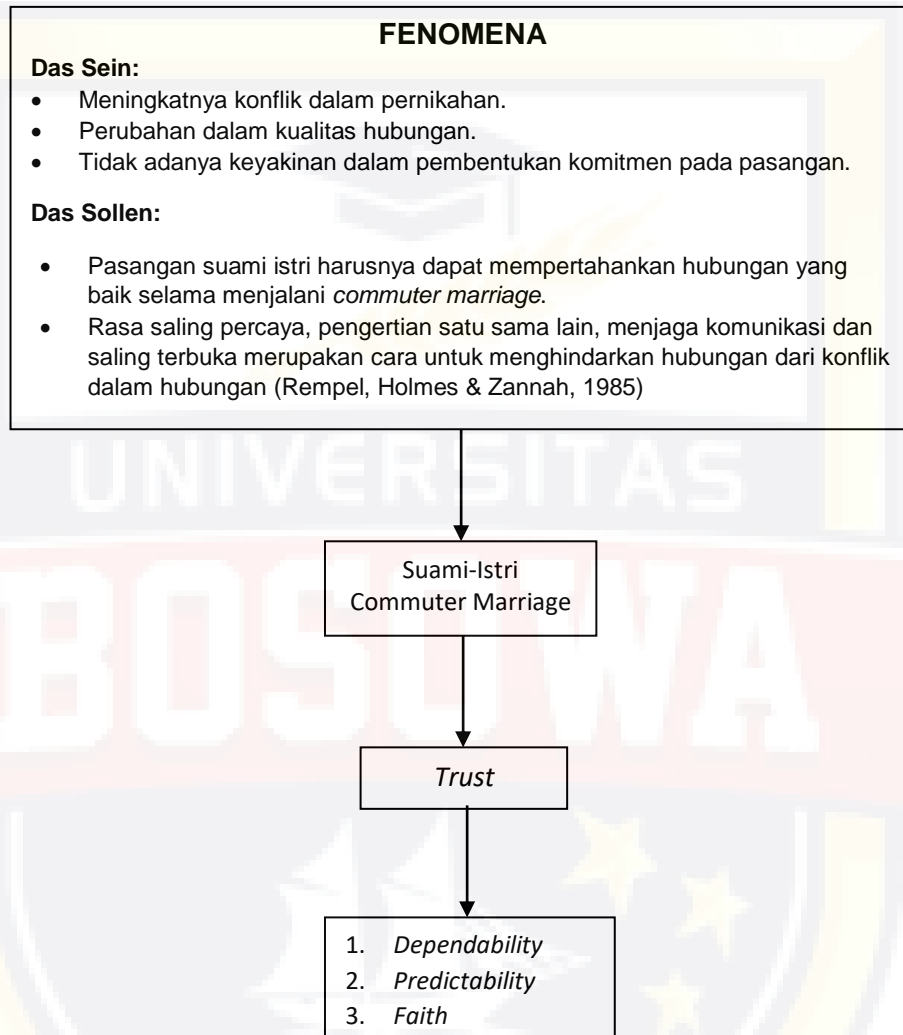 FENOMENA
Das Sein:
• Meningkatnya konflik dalam pernikahan.
• Perubahan dalam kualitas hubungan.
• Tidak adanya keyakinan dalam pembentukan komitmen pada pasangan.
Das Sollen:
• Pasangan suami istri harusnya dapat mempertahankan hubungan yang
baik selama menjalani commuter marriage.
• Rasa saling percaya, pengertian satu sama lain, menjaga komunikasi dan
saling terbuka merupakan cara untuk menghindarkan hubungan dari konflik
dalam hubungan (Rempel, Holmes & Zannah, 1985)
UNIVERSITAS
Suami-Istri
Commuter Marriage
BOSOWA
Trust
1. Dependability
2. Predictability
3. Faith